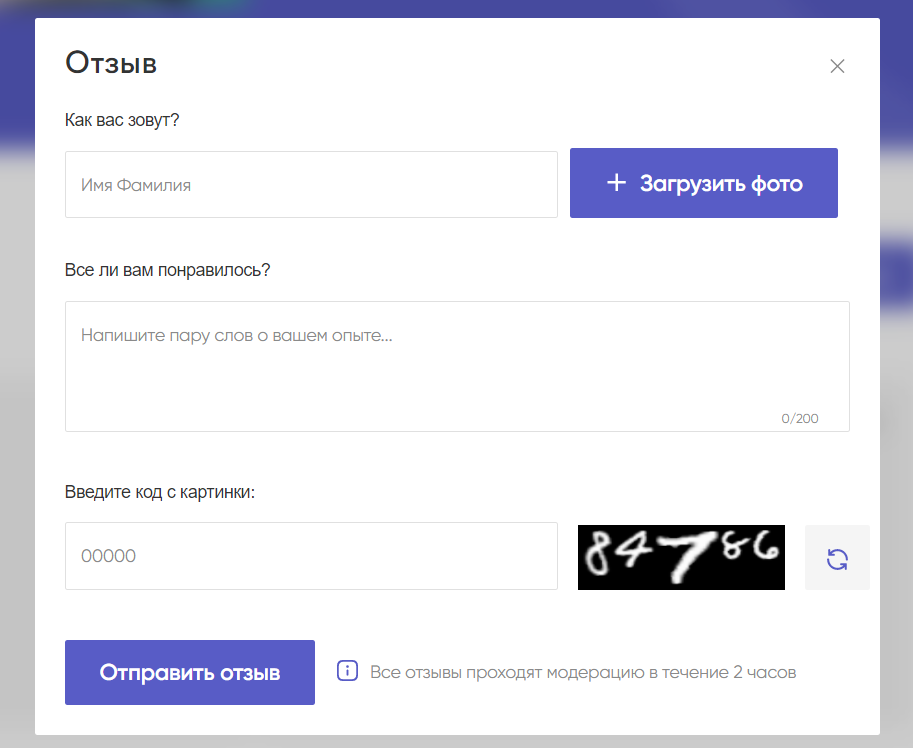 Отзыв
Как вас зовут?
Имя Фамилия
+ Загрузить фото
Все ли вам понравилось?
Напишите пару слов о вашем опыте...
0/200
Введите код с картинки:
00000
84786
Отправить отзыв
Все отзывы проходят модерацию в течение 2 часов